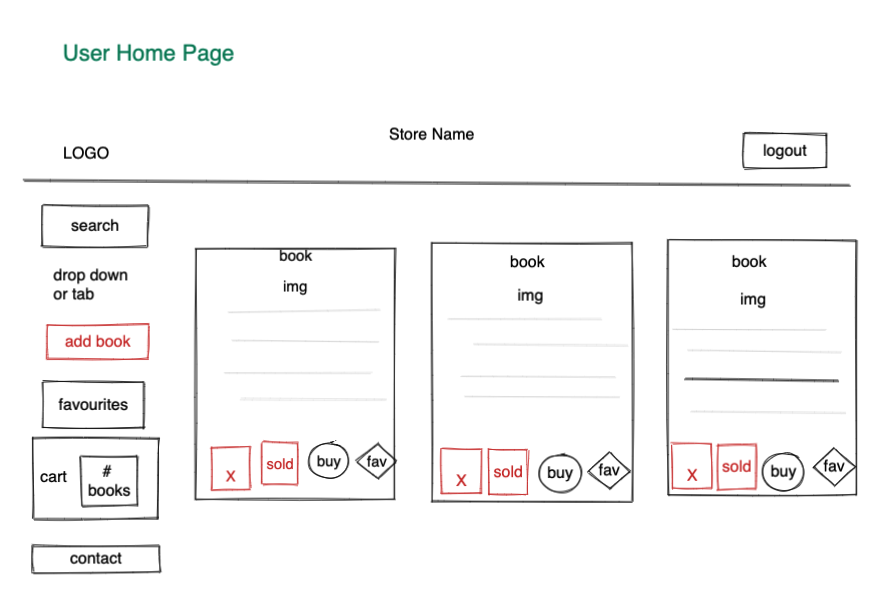 User Home Page
Store Name
LOGO
logout
search
drop down
or tab
add book
favourites
cart
#
books
contact
book
img
X
sold
buy
fav
book
img
X
sold
buy
fav
book
img
X
sold
buy
fav